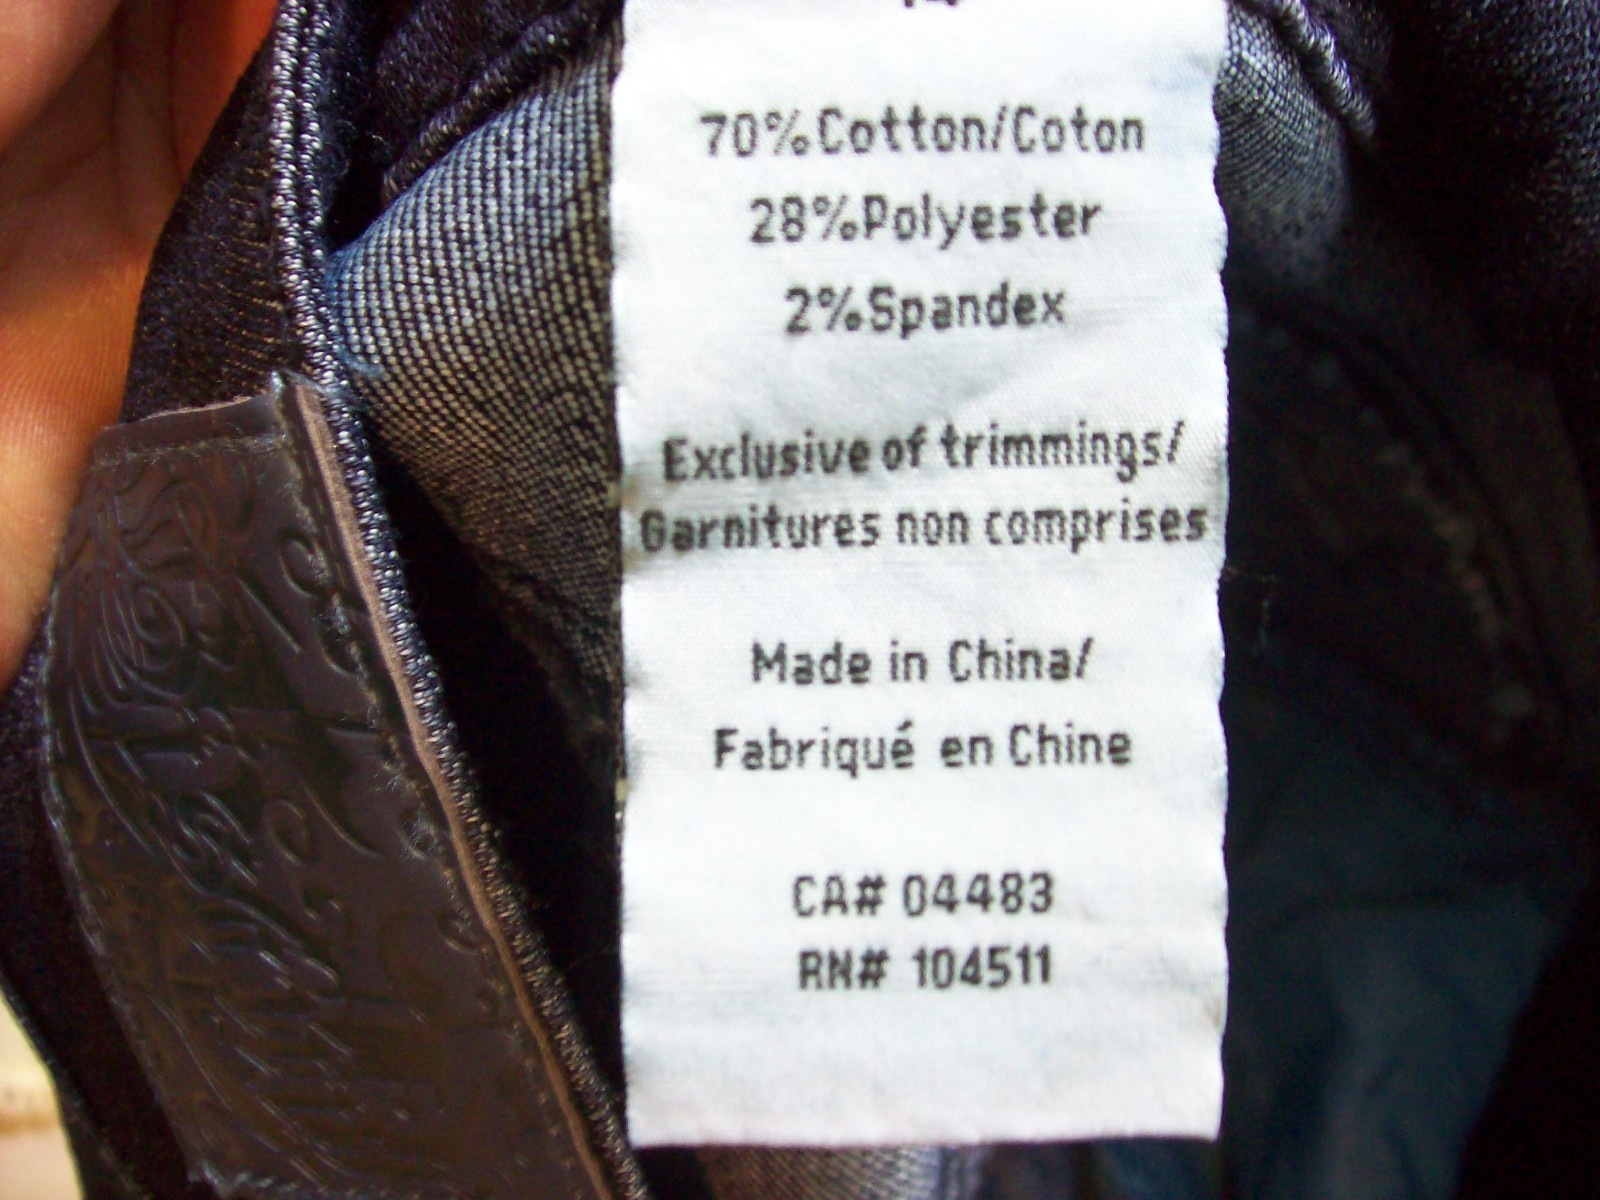 70%Cotton/Coton
28%Polyester
2%Spandex
Exclusive of trimmings/
Garnitures non comprises
Made in China/
Fabriqué en Chine
CA# 04483
RN# 104511